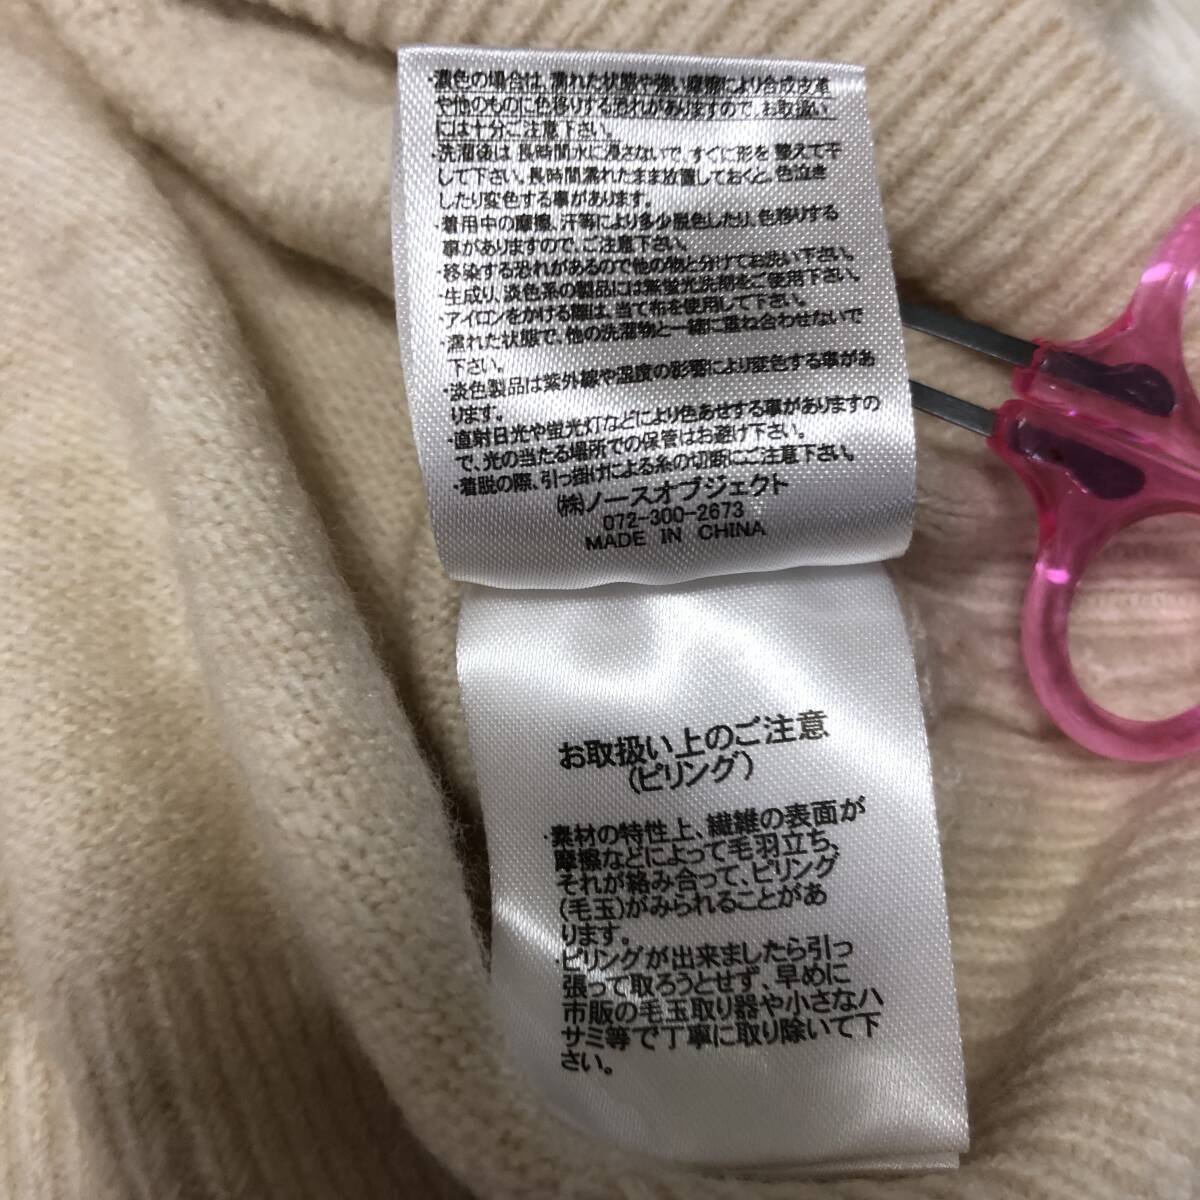 ・濃色の場合は、濡れた状態や強い摩擦により合成皮革
や他のものに色移りする恐れがありますので、お取扱い
には十分ご注意下さい。
・洗濯後は 長時間水に浸さないで、すぐに形を 整えて干
して下さい。長時間濡れたまま放置しておくと、色泣き
したり変色する事があります。
・着用中の摩擦、汗等により多少脱色したり、色移りする
事がありますので、ご注意下さい。
・移染する恐れがあるので他の物と分けてお洗い下さい。
・生成り、淡色系の製品には無蛍光洗剤をご使用下さい。
・アイロンをかける際は、当て布を使用して下さい。
・濡れた状態で、他の洗濯物と一緒に重ね合わせないで
下さい。
・淡色製品は紫外線や温度の影響により変色する事があ
ります。
・直射日光や蛍光灯などにより色あせする事がありますの
で、光の当たる場所での保管はお避け下さい。
・着脱の際、引っ掛けによる糸の切断にご注意下さい。
(株)ノースオブジェクト
072-300-2673
MADE IN CHINA
お取扱い上のご注意
(ピリング)
・素材の特性上、繊維の表面が
摩擦などによって毛羽立ち、
それが絡み合って、ピリング
(毛玉)がみられることがあ
ります。
・ピリングが出来ましたら引っ
張って取ろうとせず、早めに
市販の毛玉取り器や小さなハ
サミ等で丁寧に取り除いて下
さい。